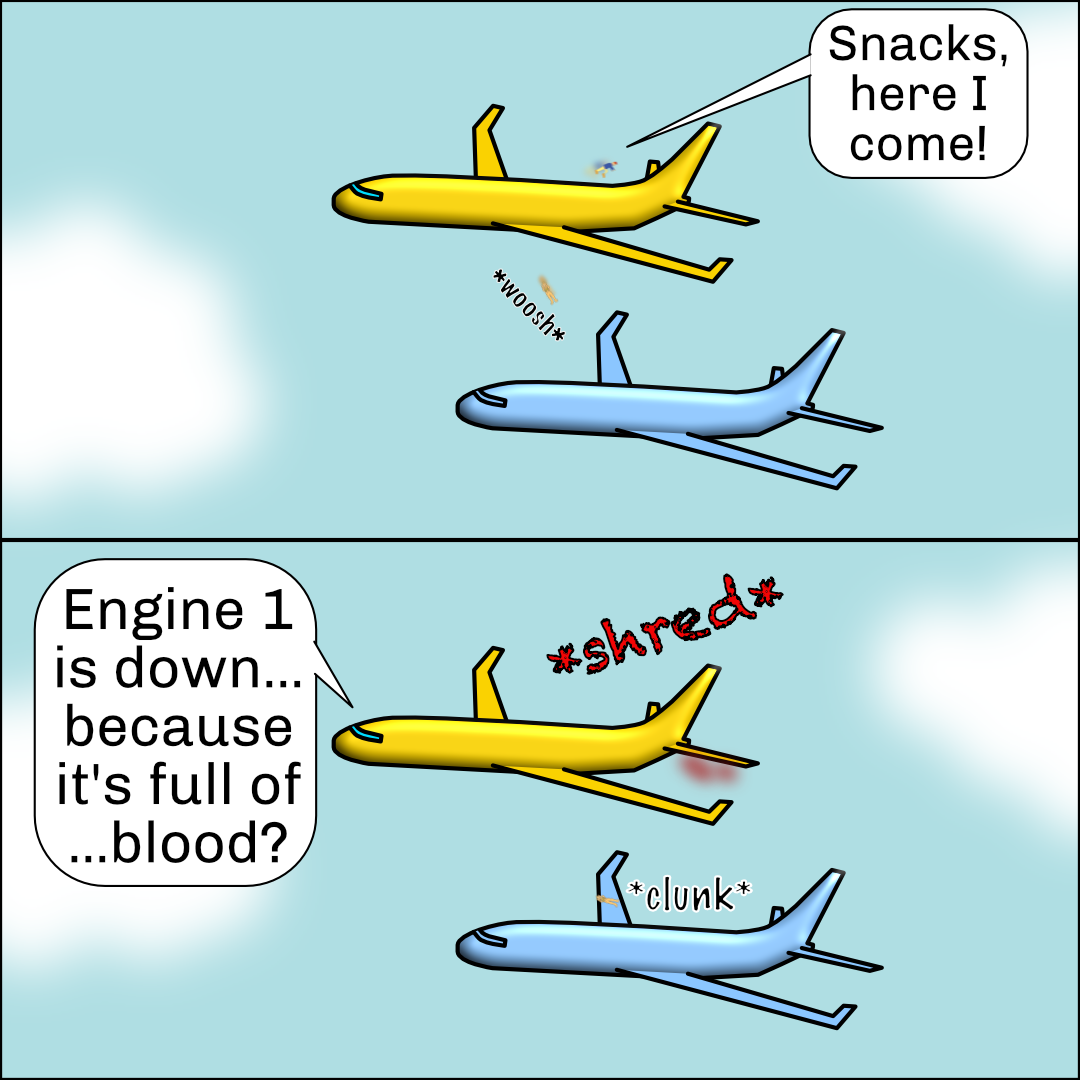 Snacks,
here I
come!
*woosh*
Engine 1
is down...
because
it's full of
...blood?
*shred*
*clunk*